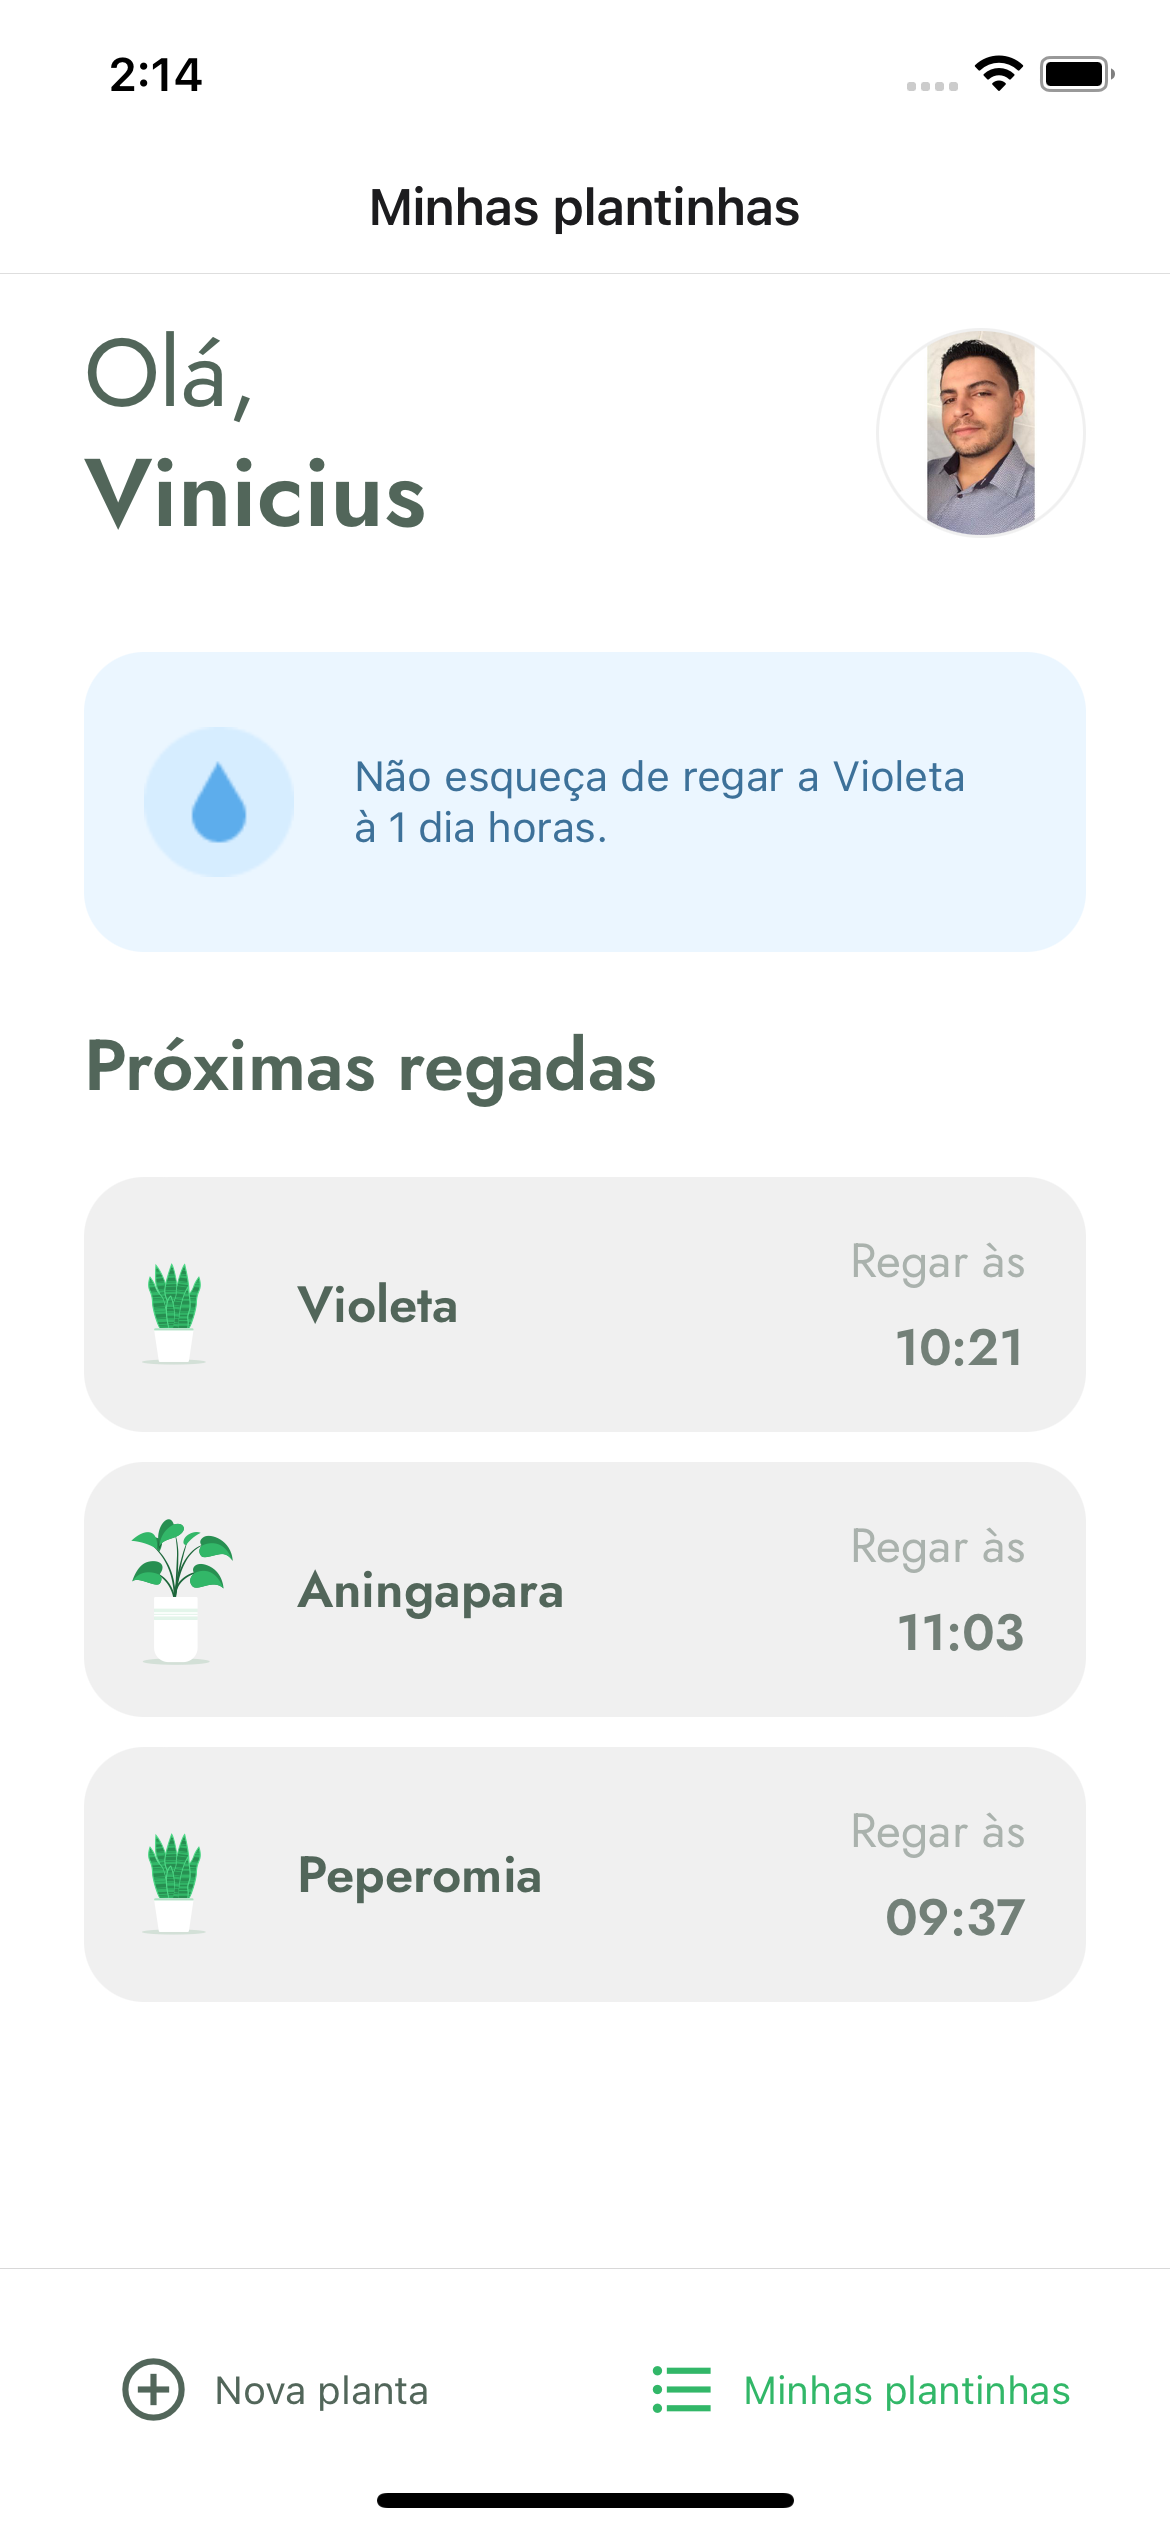 2:14
Minhas plantinhas
Olá,
Vinicius
Não esqueça de regar a Violeta
à 1 dia horas.
Próximas regadas
Regar às
Violeta
10:21
Regar às
Aningapara
11:03
Regar às
Peperomia
09:37
Nova planta
Minhas plantinhas